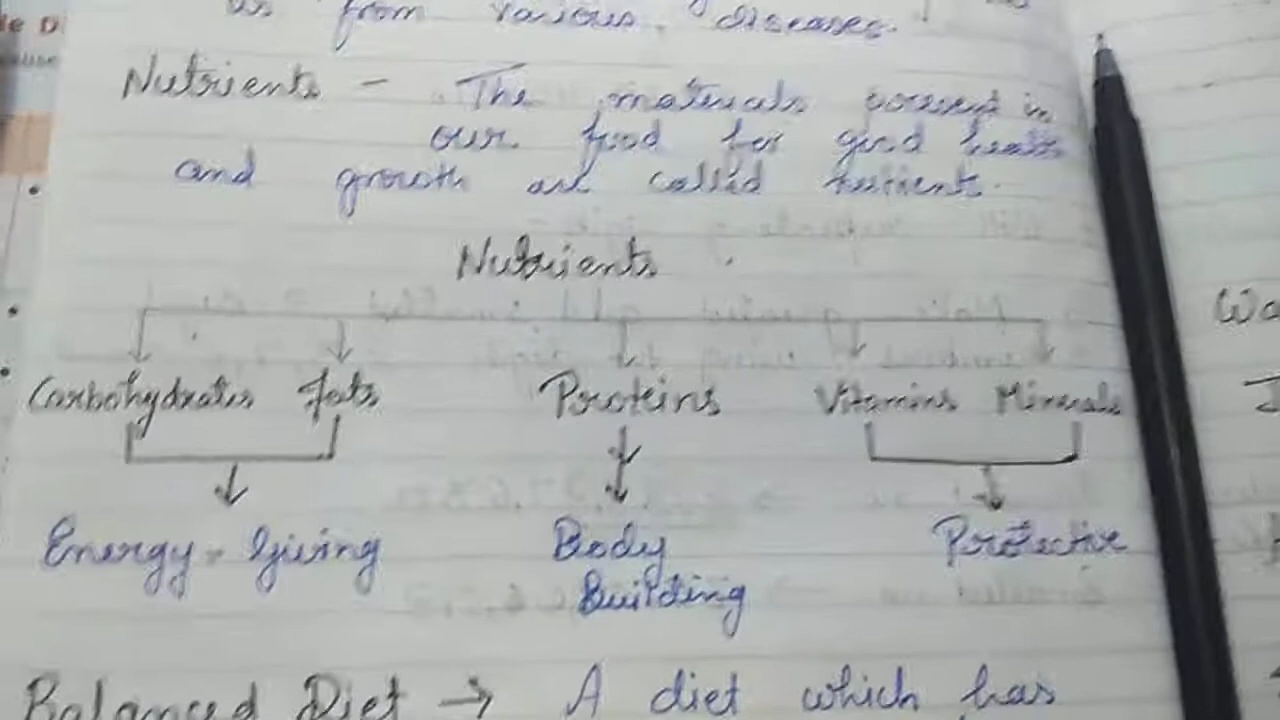 us from various diseases.
Nutrients - The materials present in
our food for good health
and growth are called nutrients.
Nutrients
Carbohydrates Fats Proteins Vitamins Minerals
Energy-Giving Body Protective
Building
Balanced Diet → A diet which has